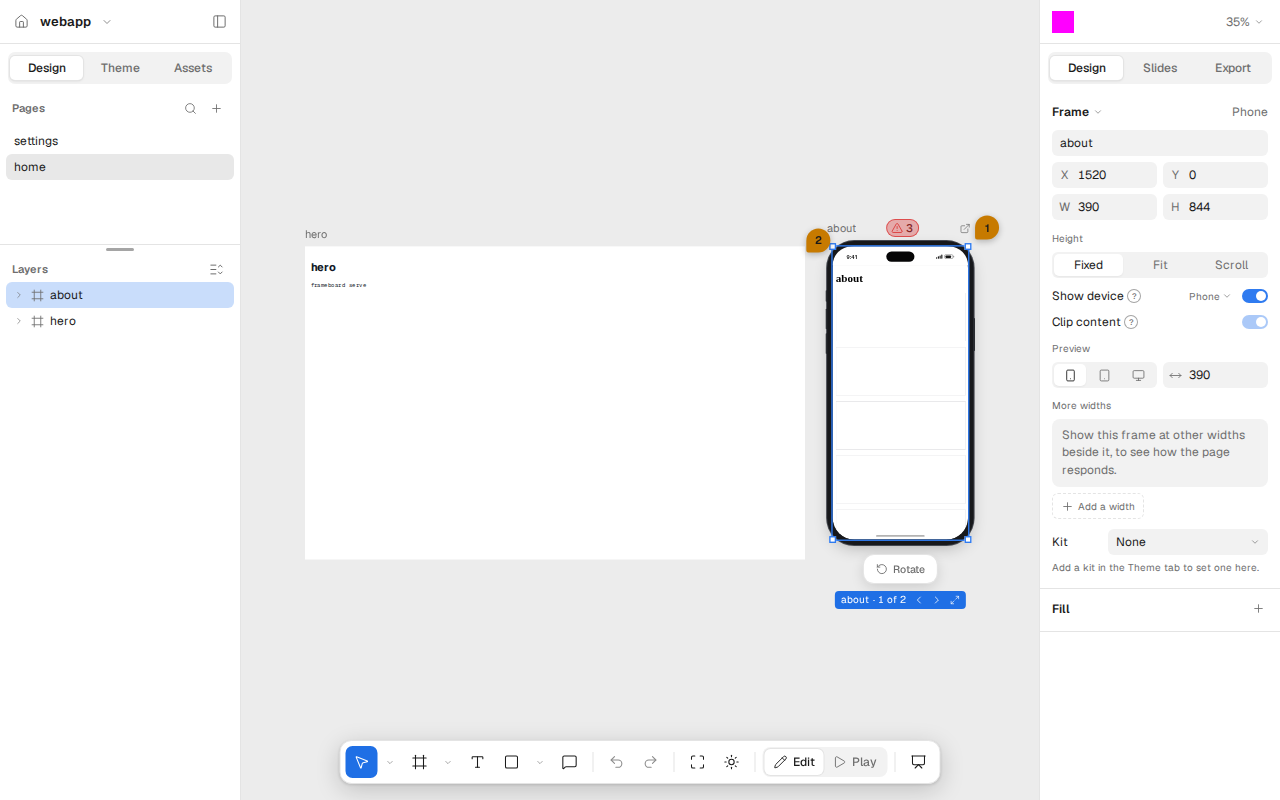 webapp
Design
Theme
Assets
Pages
settings
home
Layers
about
hero
hero
hero
frameboard serve
about
3
1
2
9:41
about
Rotate
about · 1 of 2
Edit
Play
35%
Design
Slides
Export
Frame
Phone
about
X 1520
Y 0
W 390
H 844
Height
Fixed
Fit
Scroll
Show device ?
Phone
Clip content ?
Preview
390
More widths
Show this frame at other widths
beside it, to see how the page
responds.
Add a width
Kit
None
Add a kit in the Theme tab to set one here.
Fill